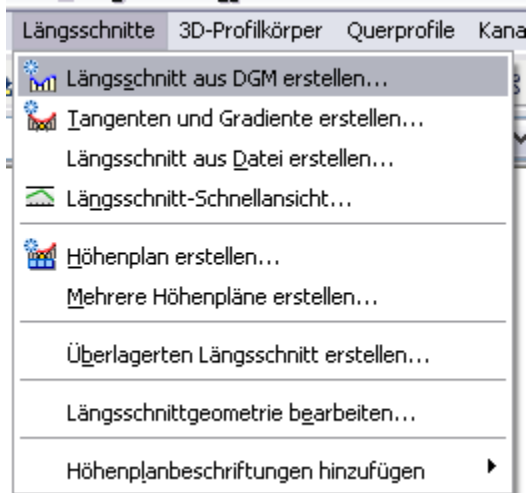 Längsschnitte 3D-Profilkörper Querprofile
Längsschnitt aus DGM erstellen...
Tangenten und Gradiente erstellen...
Längsschnitt aus Datei erstellen...
Längsschnitt-Schnellansicht...
Höhenplan erstellen...
Mehrere Höhenpläne erstellen...
Überlagerten Längsschnitt erstellen...
Längsschnittgeometrie bearbeiten...
Höhenplanbeschriftungen hinzufügen